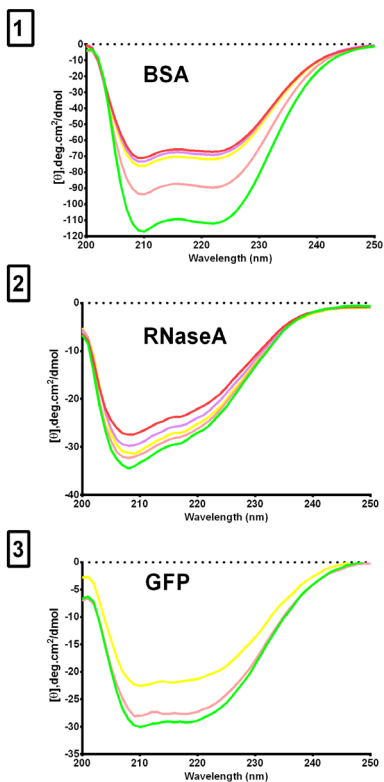 1
BSA
0
-10
-20
-30
-40
-50
-60
-70
-80
-90
-100
-110
-120
[θ],deg.cm²/dmol
200 210 220 230 240 250
Wavelength (nm)
2
RNaseA
0
-10
-20
-30
-40
[θ],deg.cm²/dmol
200 210 220 230 240 250
Wavelength (nm)
3
GFP
0
-5
-10
-15
-20
-25
-30
-35
[θ],deg.cm²/dmol
200 210 220 230 240 250
Wavelength (nm)